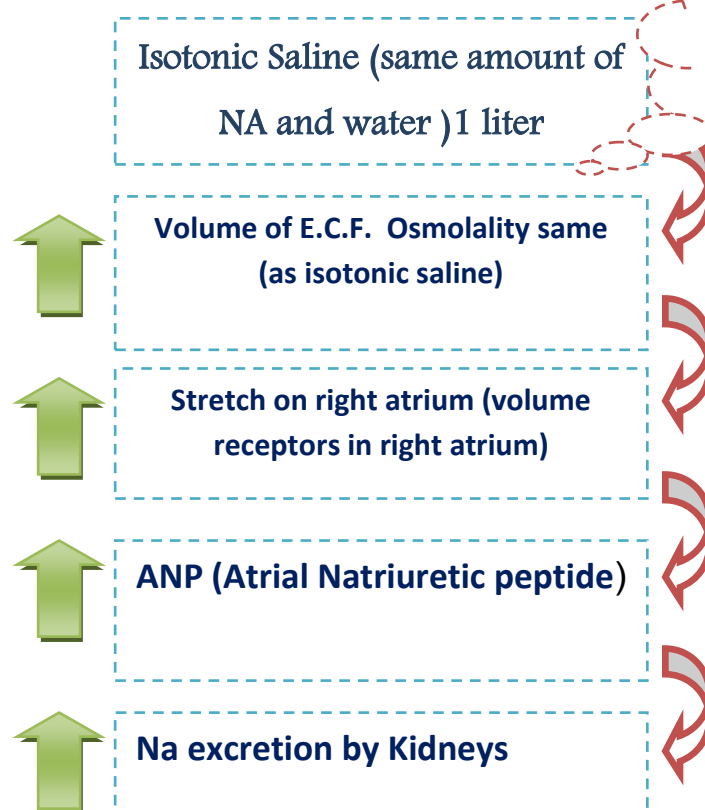 Isotonic Saline (same amount of
NA and water )1 liter
Volume of E.C.F. Osmolality same
(as isotonic saline)
Stretch on right atrium (volume
receptors in right atrium)
ANP (Atrial Natriuretic peptide)
Na excretion by Kidneys